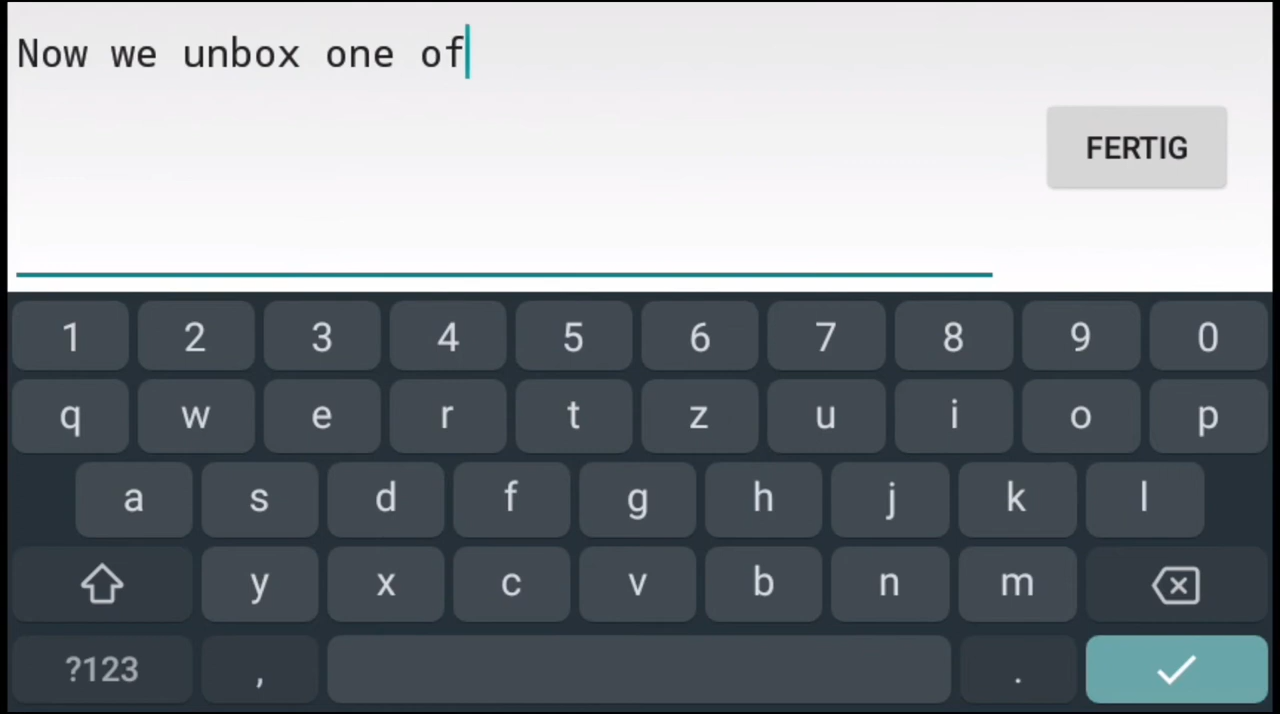 Now we unbox one of
FERTIG
1 2 3 4 5 6 7 8 9 0
q w e r t z u i o p
a s d f g h j k l
y x c v b n m
?123 , .